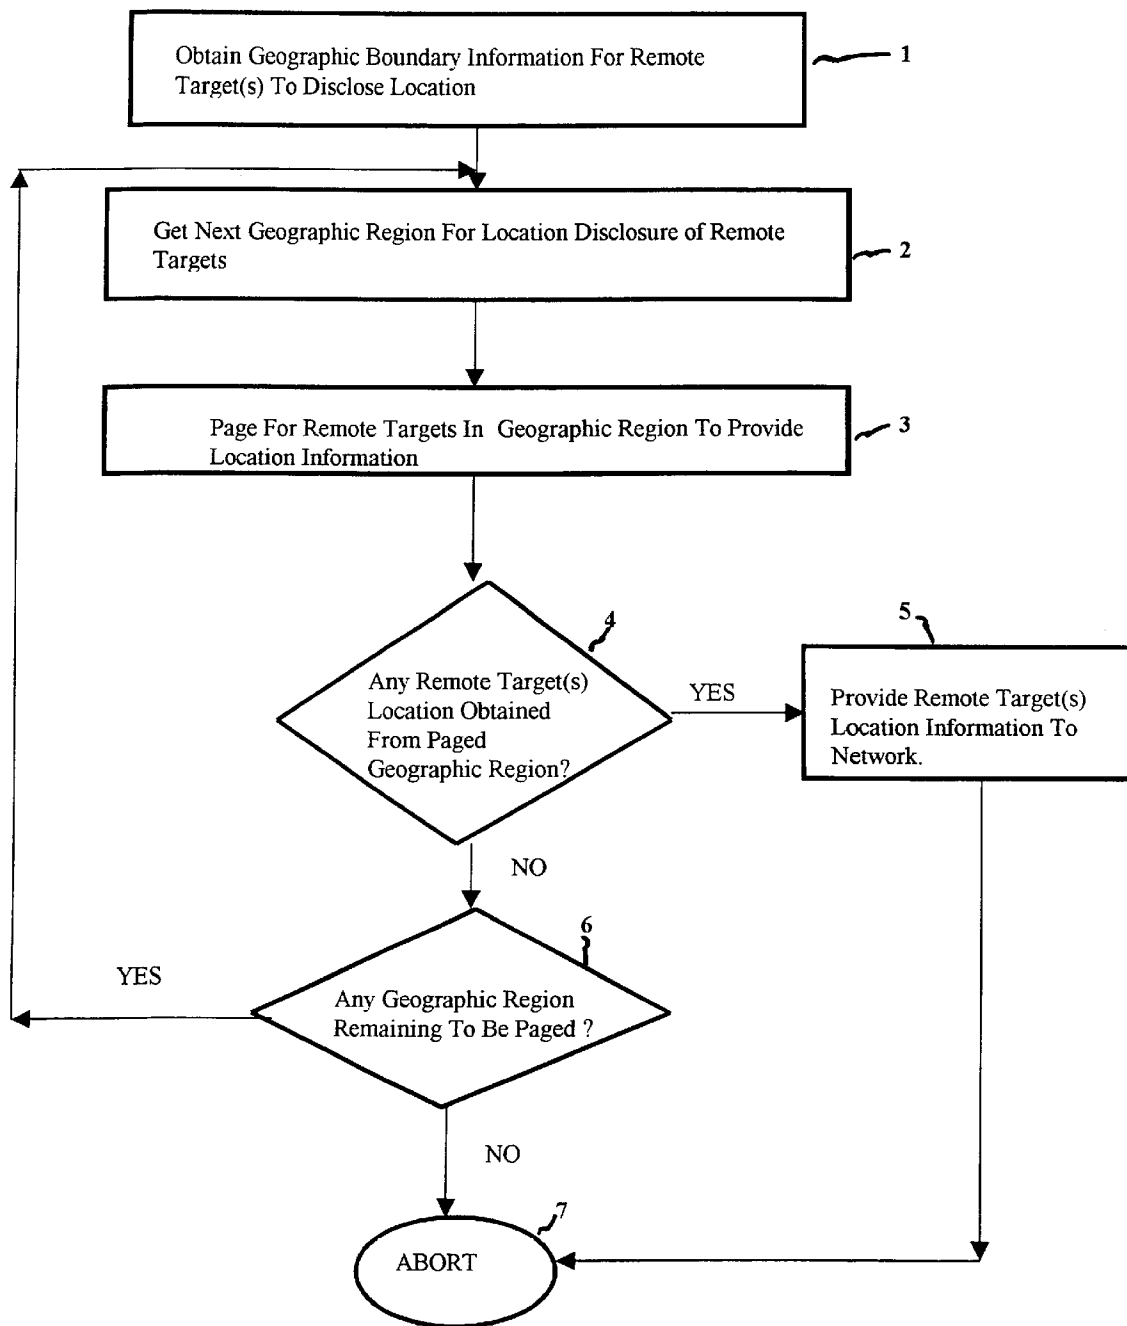 Obtain Geographic Boundary Information For Remote
Target(s) To Disclose Location
1
Get Next Geographic Region For Location Disclosure of Remote
Targets
2
Page For Remote Targets In Geographic Region To Provide
Location Information
3
4
Any Remote Target(s)
Location Obtained
From Paged
Geographic Region?
YES
5
Provide Remote Target(s)
Location Information To
Network.
NO
6
Any Geographic Region
Remaining To Be Paged ?
YES
NO
7
ABORT